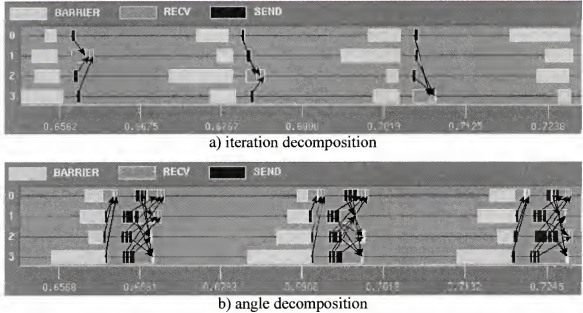 BARRIER RECV SEND
0
1
2
3
0.6562 0.6675 0.6787 0.6900 0.7013 0.7125 0.7238
a) iteration decomposition
BARRIER RECV SEND
0
1
2
3
0.6568 0.6681 0.6793 0.6906 0.7018 0.7132 0.7245
b) angle decomposition